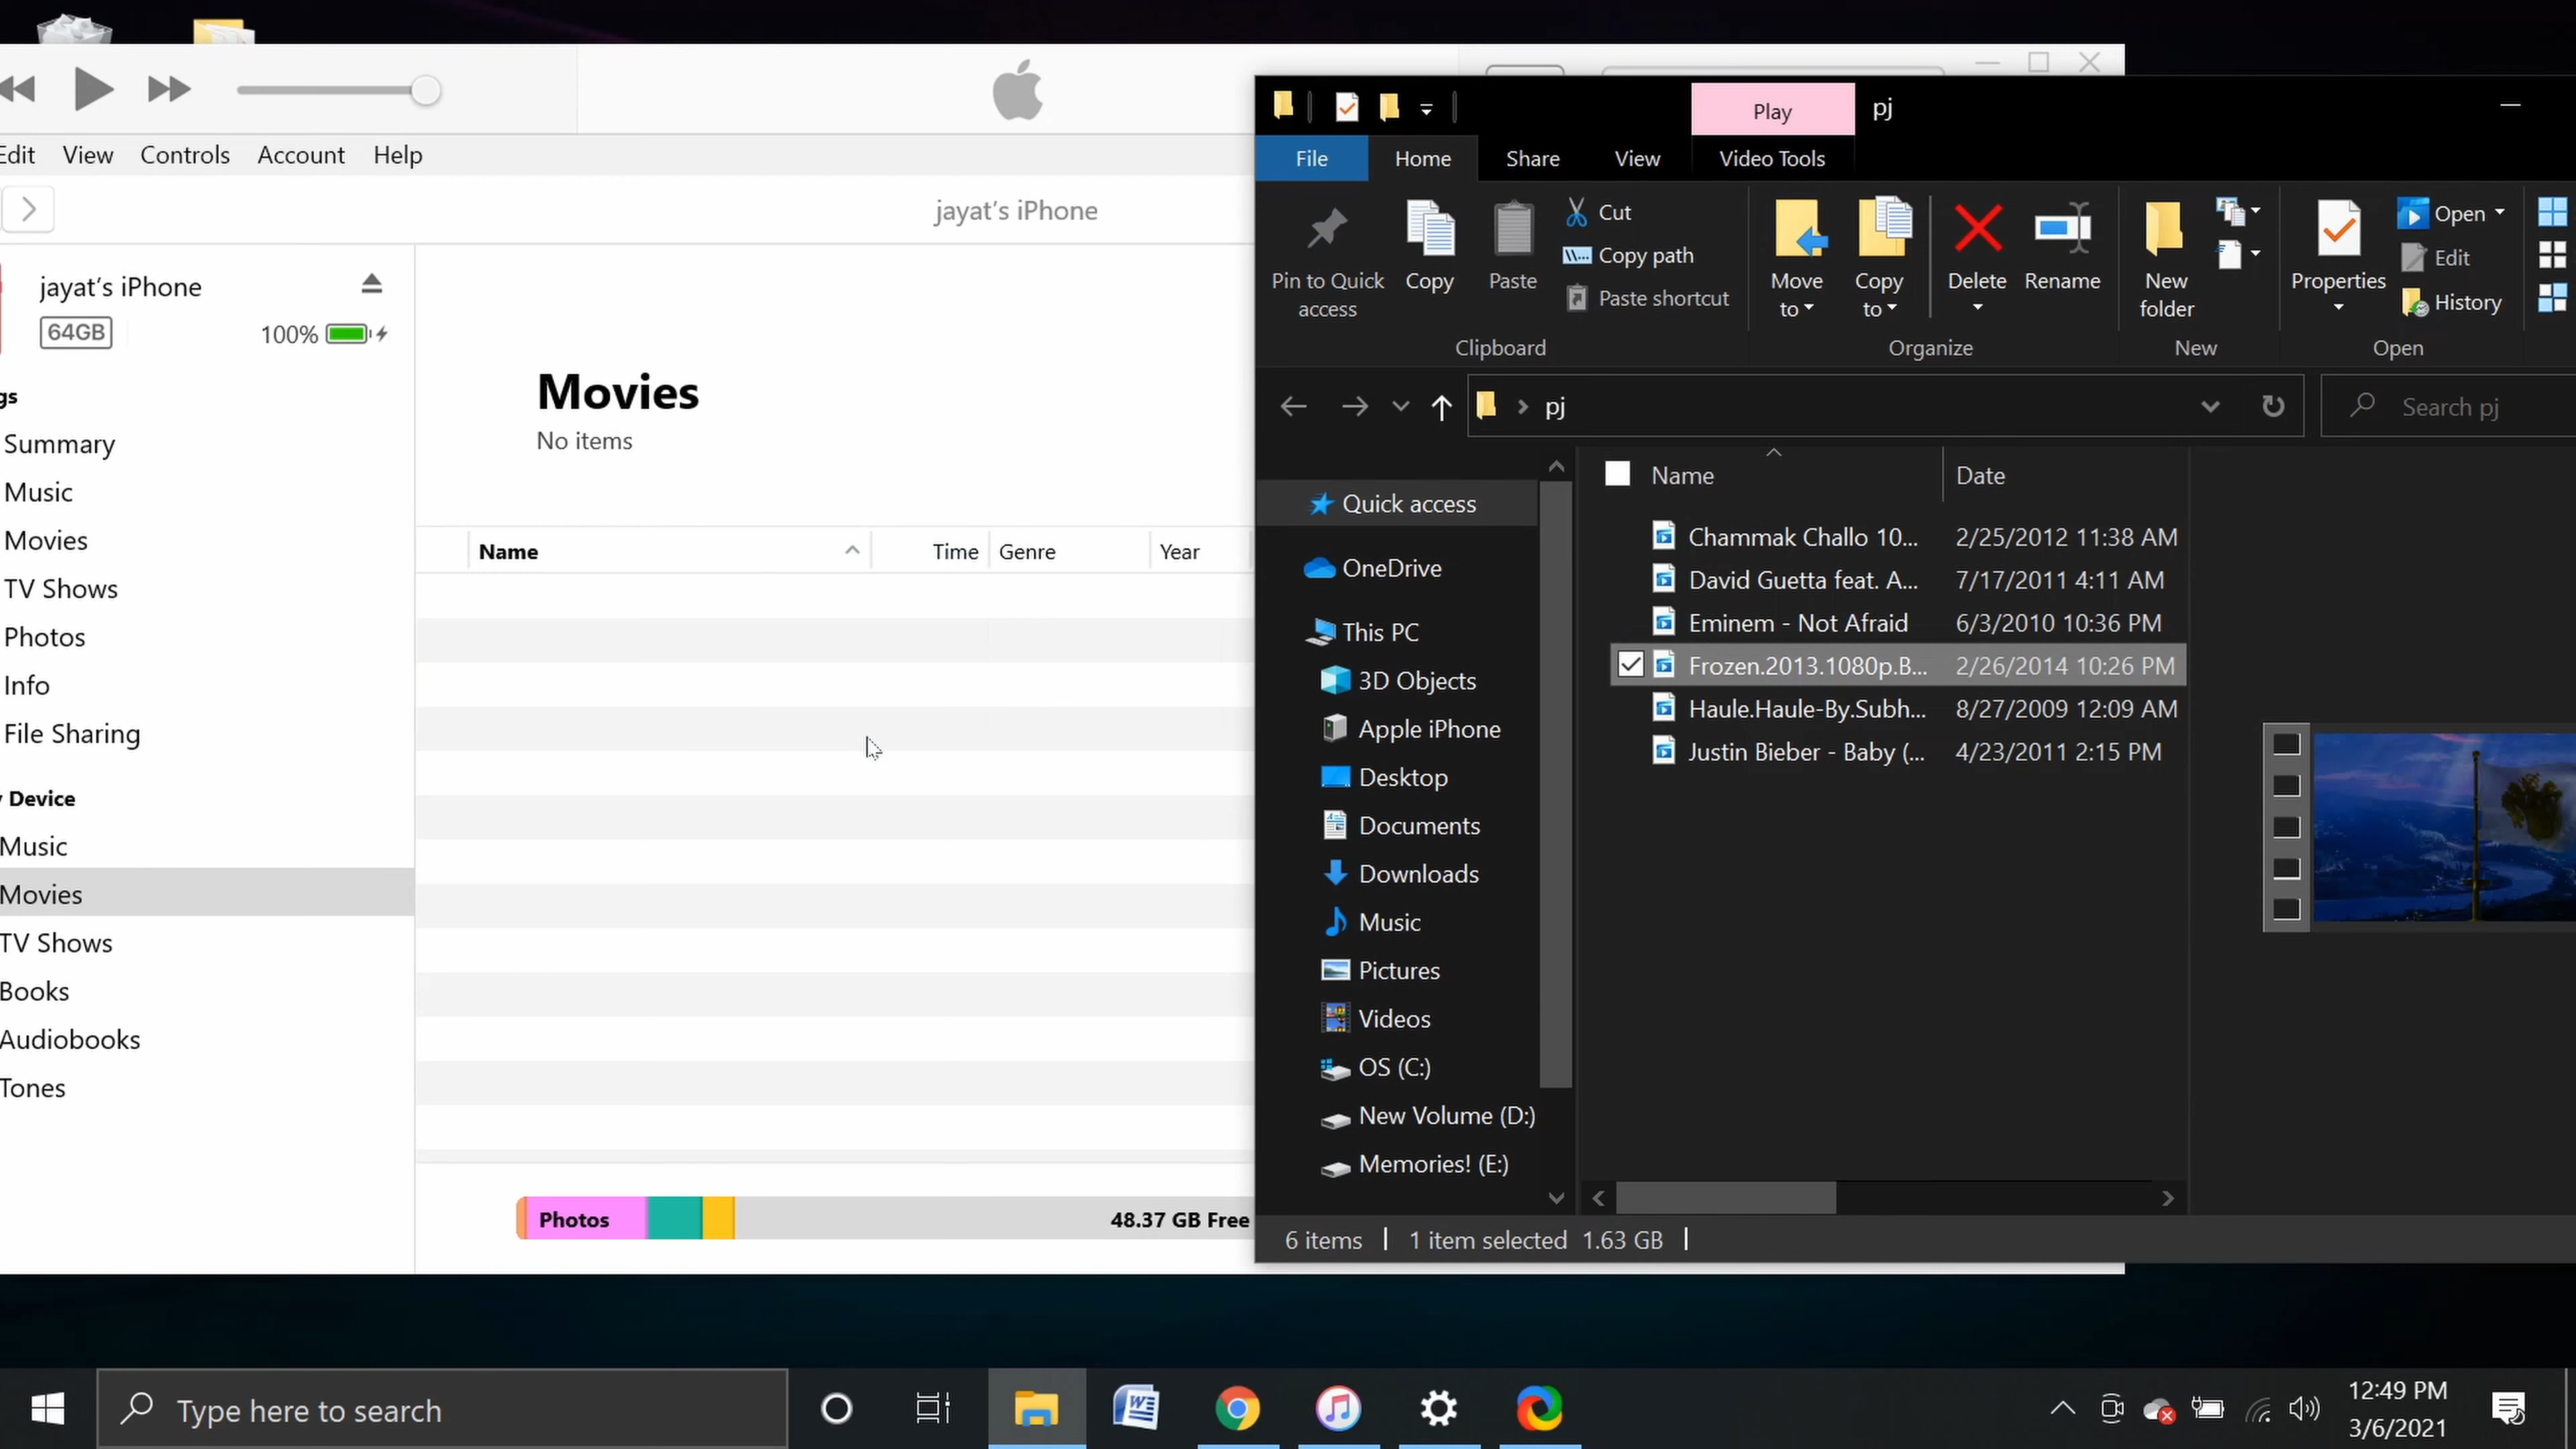 Edit View Controls Account Help
jayat's iPhone
jayat's iPhone
64GB 100%
gs
Summary
Music
Movies
TV Shows
Photos
Info
File Sharing
Device
Music
Movies
TV Shows
Books
Audiobooks
Tones
Movies
No items
Name Time Genre Year
Photos 48.37 GB Free
Play pj
File Home Share View Video Tools
Pin to Quick access
Copy
Paste
Cut
Copy path
Paste shortcut
Move to
Copy to
Delete
Rename
New folder
Properties
Open
Edit
History
Clipboard Organize New Open
pj
Search pj
Quick access
OneDrive
This PC
3D Objects
Apple iPhone
Desktop
Documents
Downloads
Music
Pictures
Videos
OS (C:)
New Volume (D:)
Memories! (E:)
Name Date
Chammak Challo 10... 2/25/2012 11:38 AM
David Guetta feat. A... 7/17/2011 4:11 AM
Eminem - Not Afraid 6/3/2010 10:36 PM
Frozen.2013.1080p.B... 2/26/2014 10:26 PM
Haule.Haule-By.Subh... 8/27/2009 12:09 AM
Justin Bieber - Baby (... 4/23/2011 2:15 PM
6 items 1 item selected 1.63 GB
Type here to search
12:49 PM
3/6/2021